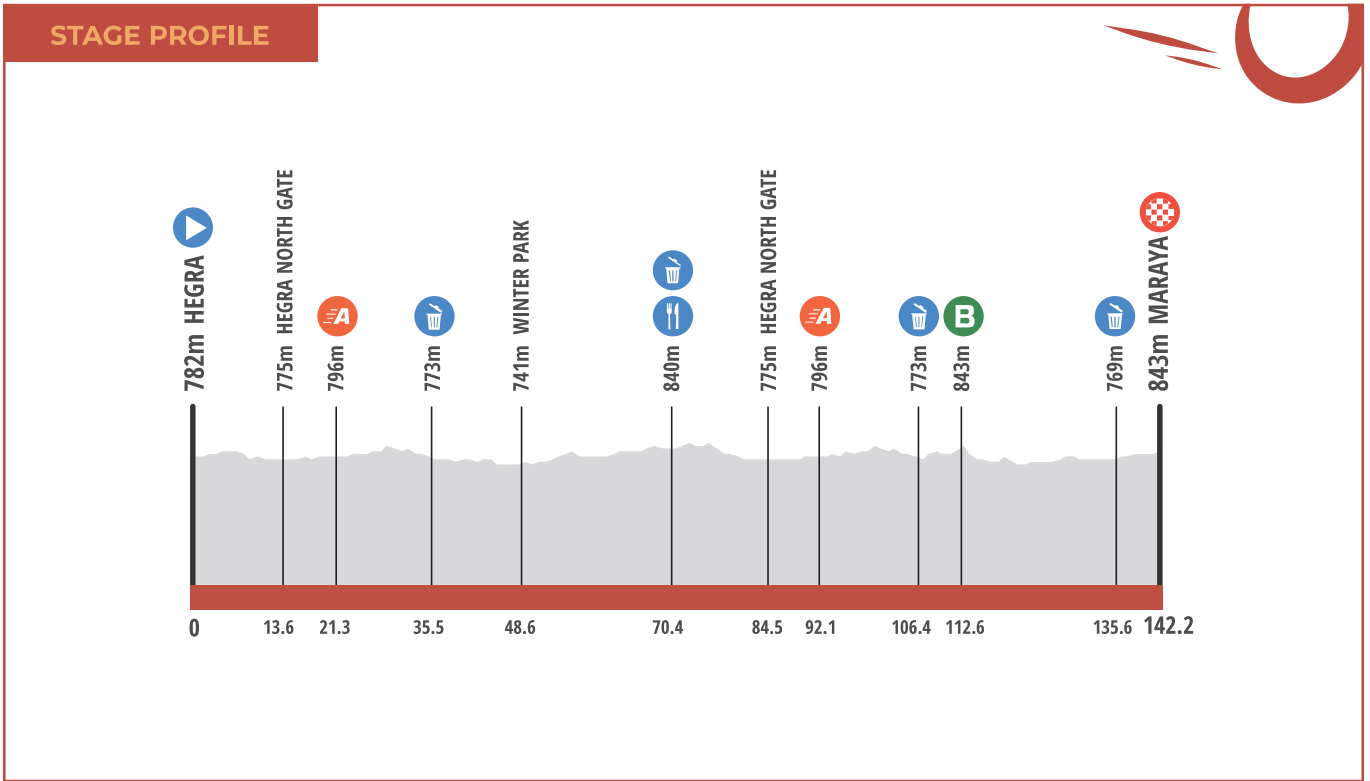 STAGE PROFILE
782m HEGRA
775m HEGRA NORTH GATE
A
796m
773m
741m WINTER PARK
840m
775m HEGRA NORTH GATE
A
796m
773m
B
843m
769m
843m MARAYA
0
13.6
21.3
35.5
48.6
70.4
84.5
92.1
106.4
112.6
135.6
142.2